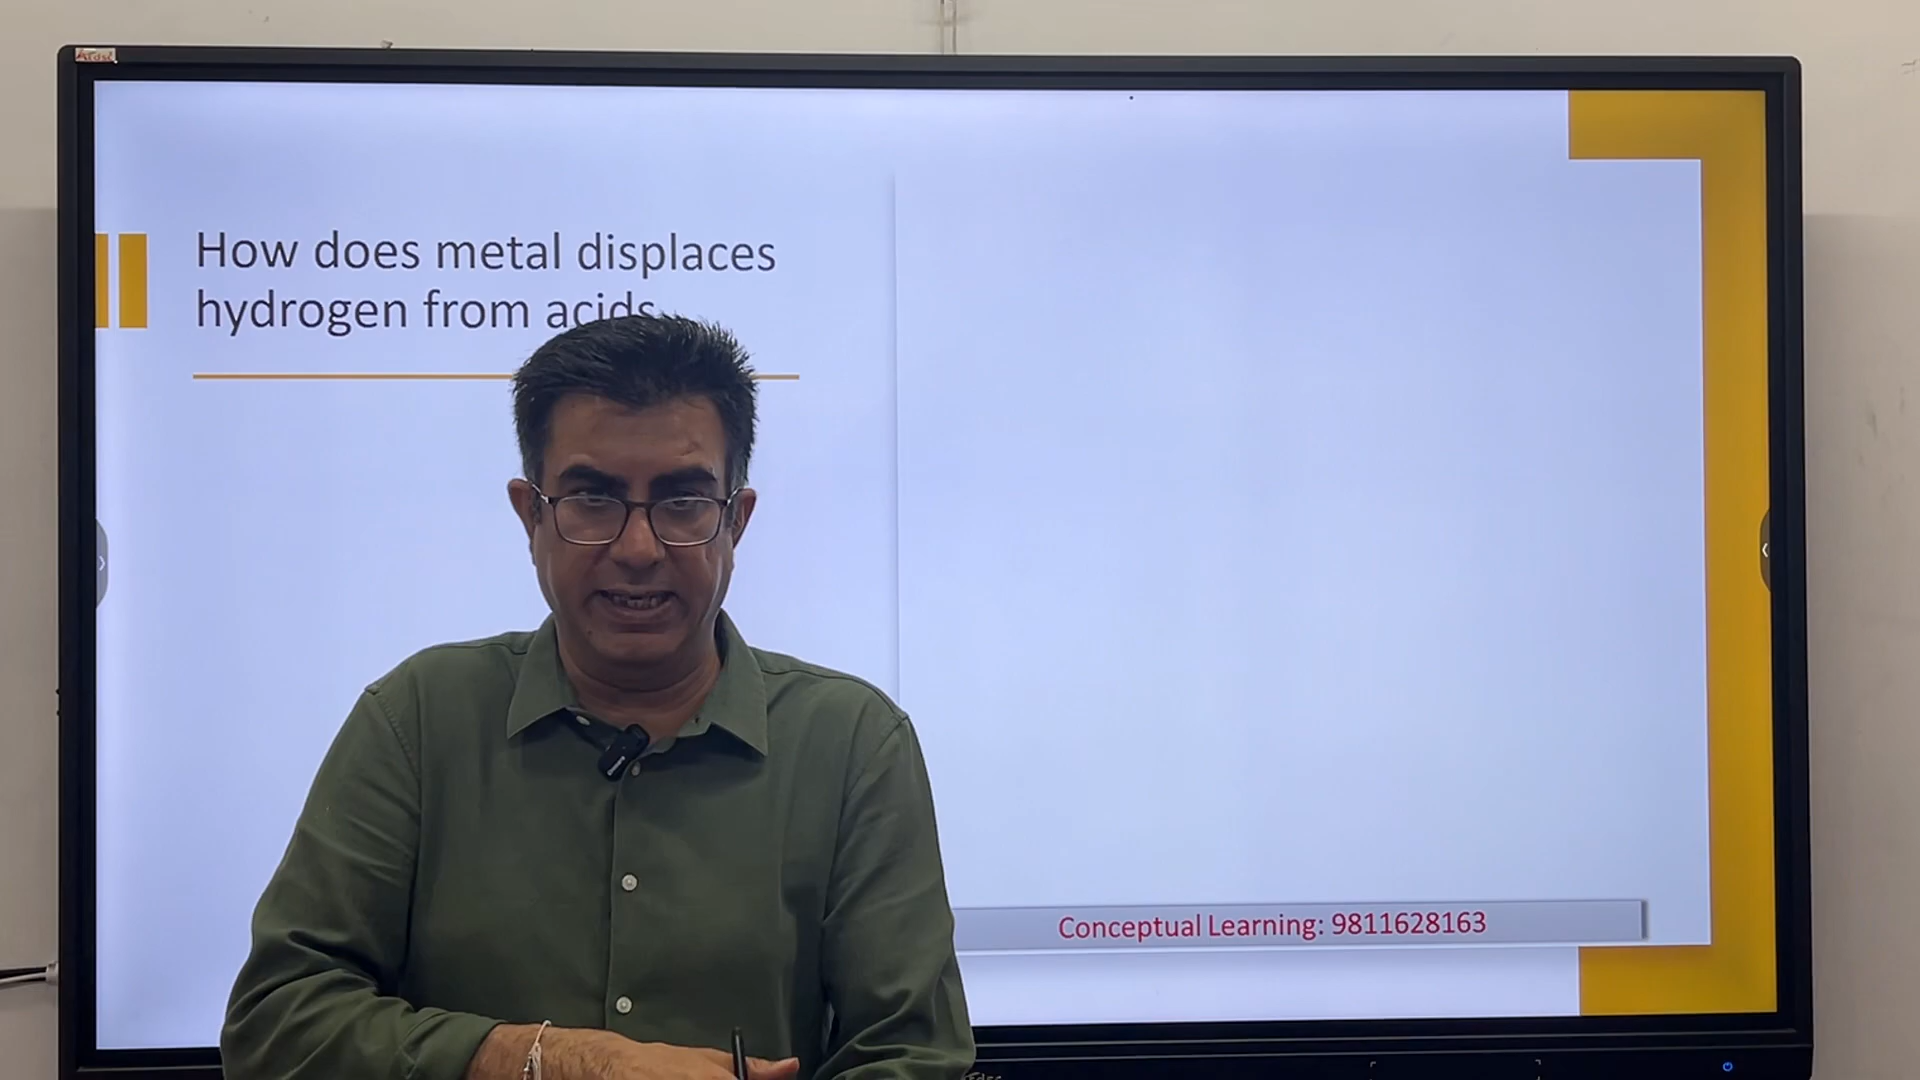 How does metal displaces
hydrogen from acids
Conceptual Learning: 9811628163